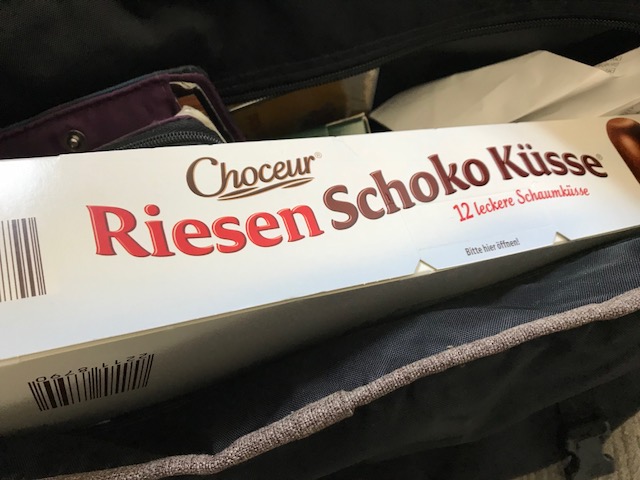 Choceur®
Riesen Schoko Küsse
12 leckere Schaumküsse
Bitte hier öffnen!